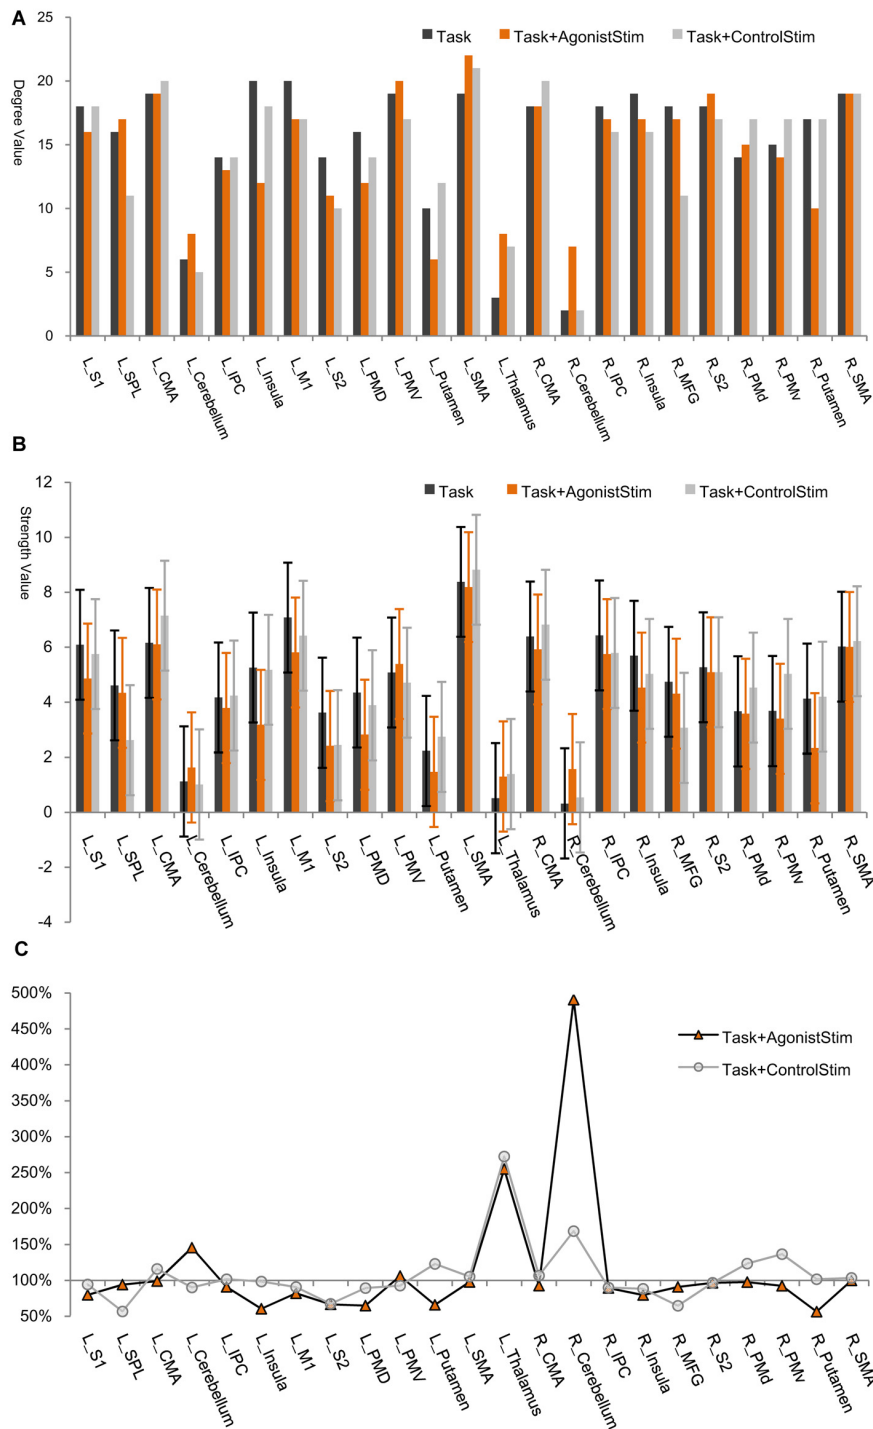 A
Task Task+AgonistStim Task+ControlStim
Degree Value
25
20
15
10
5
0
L_S1 L_SPL L_CMA L_Cerebellum L_IPC L_Insula L_M1 L_S2 L_PMD L_PMV L_Putamen L_SMA L_Thalamus R_CMA R_Cerebellum R_IPC R_Insula R_MFG R_S2 R_PMd R_PMv R_Putamen R_SMA
B
Task Task+AgonistStim Task+ControlStim
Strength Value
12
10
8
6
4
2
0
-2
-4
L_S1 L_SPL L_CMA L_Cerebellum L_IPC L_Insula L_M1 L_S2 L_PMD L_PMV L_Putamen L_SMA L_Thalamus R_CMA R_Cerebellum R_IPC R_Insula R_MFG R_S2 R_PMd R_PMv R_Putamen R_SMA
C
Task+AgonistStim
Task+ControlStim
500%
450%
400%
350%
300%
250%
200%
150%
100%
50%
L_S1 L_SPL L_CMA L_Cerebellum L_IPC L_Insula L_M1 L_S2 L_PMD L_PMV L_Putamen L_SMA L_Thalamus R_CMA R_Cerebellum R_IPC R_Insula R_MFG R_S2 R_PMd R_PMv R_Putamen R_SMA